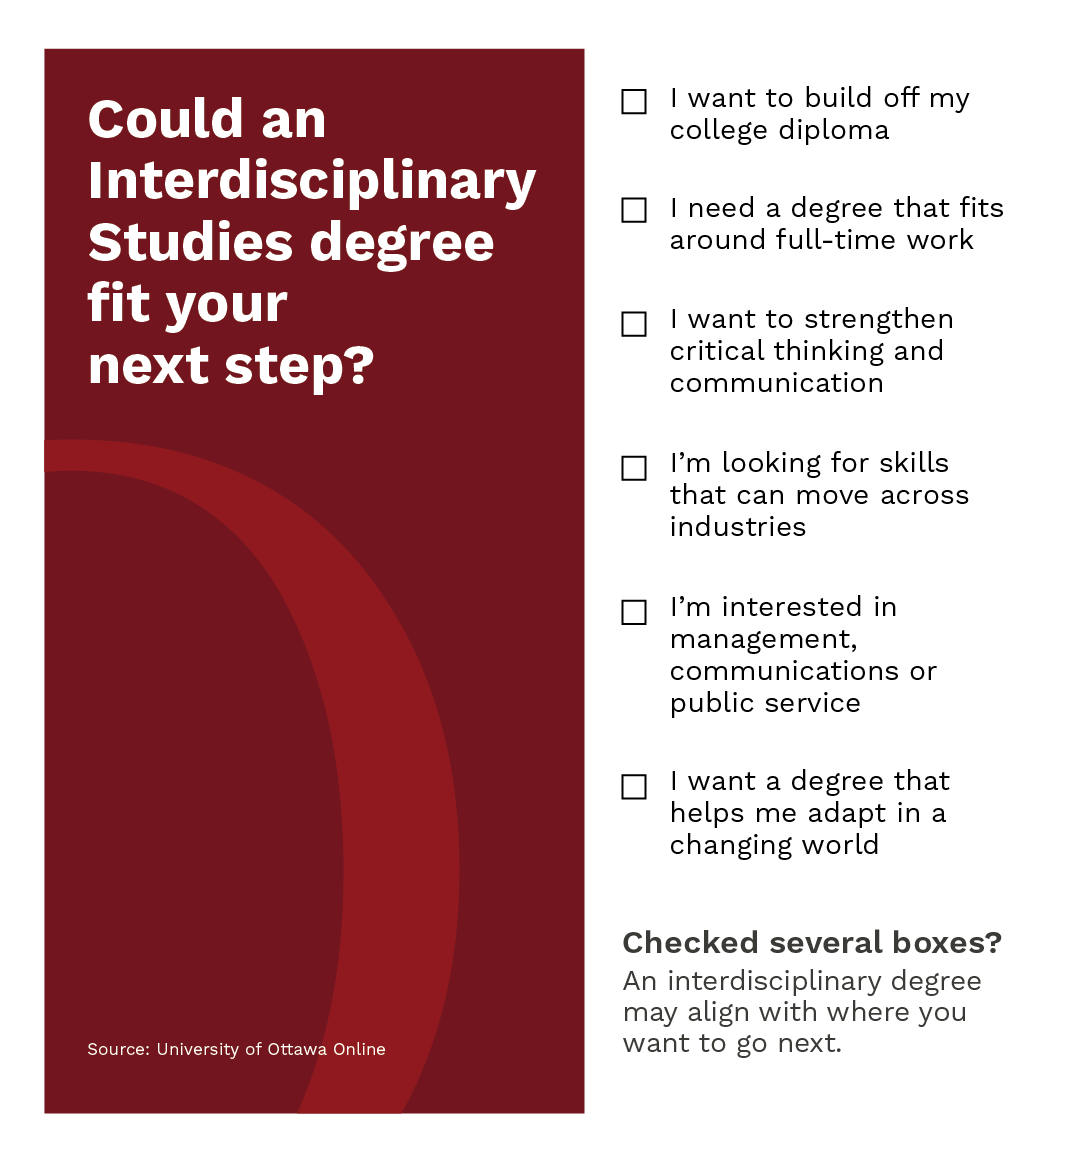 Could an
Interdisciplinary
Studies degree
fit your
next step?
Source: University of Ottawa Online
I want to build off my
college diploma
I need a degree that fits
around full-time work
I want to strengthen
critical thinking and
communication
I’m looking for skills
that can move across
industries
I’m interested in
management,
communications or
public service
I want a degree that
helps me adapt in a
changing world
Checked several boxes?
An interdisciplinary degree
may align with where you
want to go next.